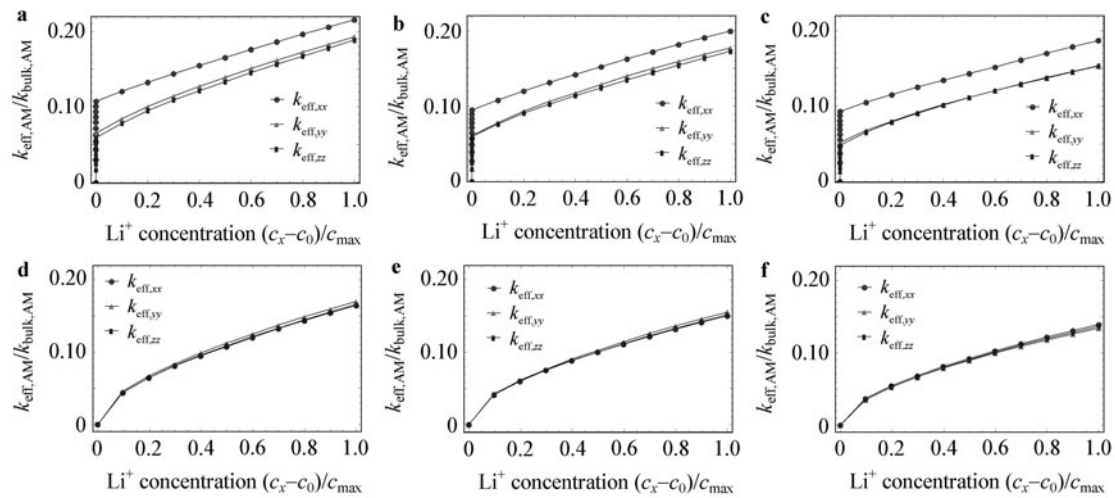 a
0.20
0.10
0
k_eff,AM/k_bulk,AM
k_eff,xx
k_eff,yy
k_eff,zz
0 0.2 0.4 0.6 0.8 1.0
Li⁺ concentration (c_x–c_0)/c_max
b
0.20
0.10
0
k_eff,AM/k_bulk,AM
k_eff,xx
k_eff,yy
k_eff,zz
0 0.2 0.4 0.6 0.8 1.0
Li⁺ concentration (c_x–c_0)/c_max
c
0.20
0.10
0
k_eff,AM/k_bulk,AM
k_eff,xx
k_eff,yy
k_eff,zz
0 0.2 0.4 0.6 0.8 1.0
Li⁺ concentration (c_x–c_0)/c_max
d
0.20
0.10
0
k_eff,AM/k_bulk,AM
k_eff,xx
k_eff,yy
k_eff,zz
0 0.2 0.4 0.6 0.8 1.0
Li⁺ concentration (c_x–c_0)/c_max
e
0.20
0.10
0
k_eff,AM/k_bulk,AM
k_eff,xx
k_eff,yy
k_eff,zz
0 0.2 0.4 0.6 0.8 1.0
Li⁺ concentration (c_x–c_0)/c_max
f
0.20
0.10
0
k_eff,AM/k_bulk,AM
k_eff,xx
k_eff,yy
k_eff,zz
0 0.2 0.4 0.6 0.8 1.0
Li⁺ concentration (c_x–c_0)/c_max